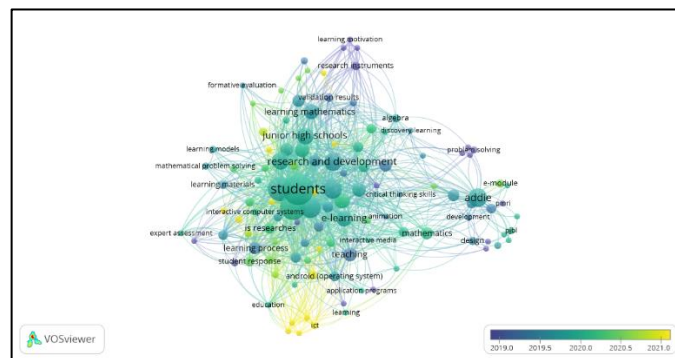 learning motivation
research instruments
formative evaluation
validation results
learning mathematics
algebra
discovery learning
junior high schools
learning models
problem solving
research and development
mathematical problem solving
learning materials
students
critical thinking skills
e-module
addie
interactive computer systems
e-learning
animation
development
expert assessment
is researches
mathematics
interactive media
design
learning process
teaching
student response
android (operating system)
application programs
education
learning
ict
VOSviewer
2019.0 2019.5 2020.0 2020.5 2021.0